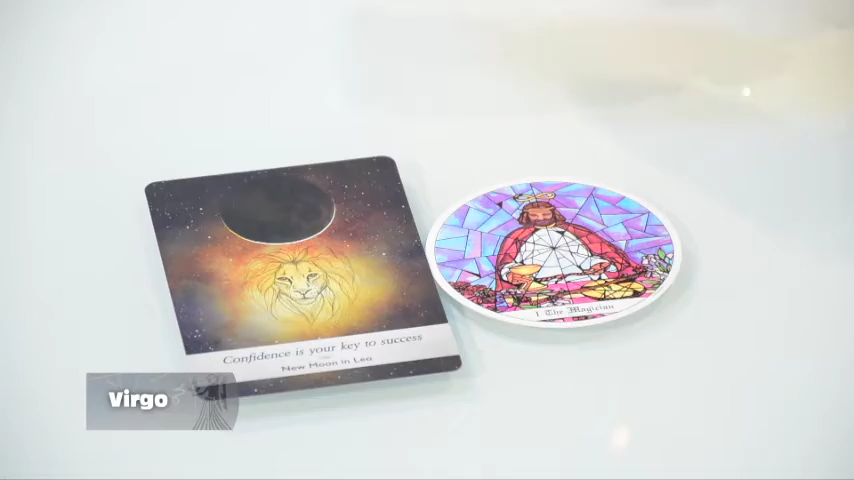 Confidence is your key to success
New Moon in Leo
I The Magician
Virgo